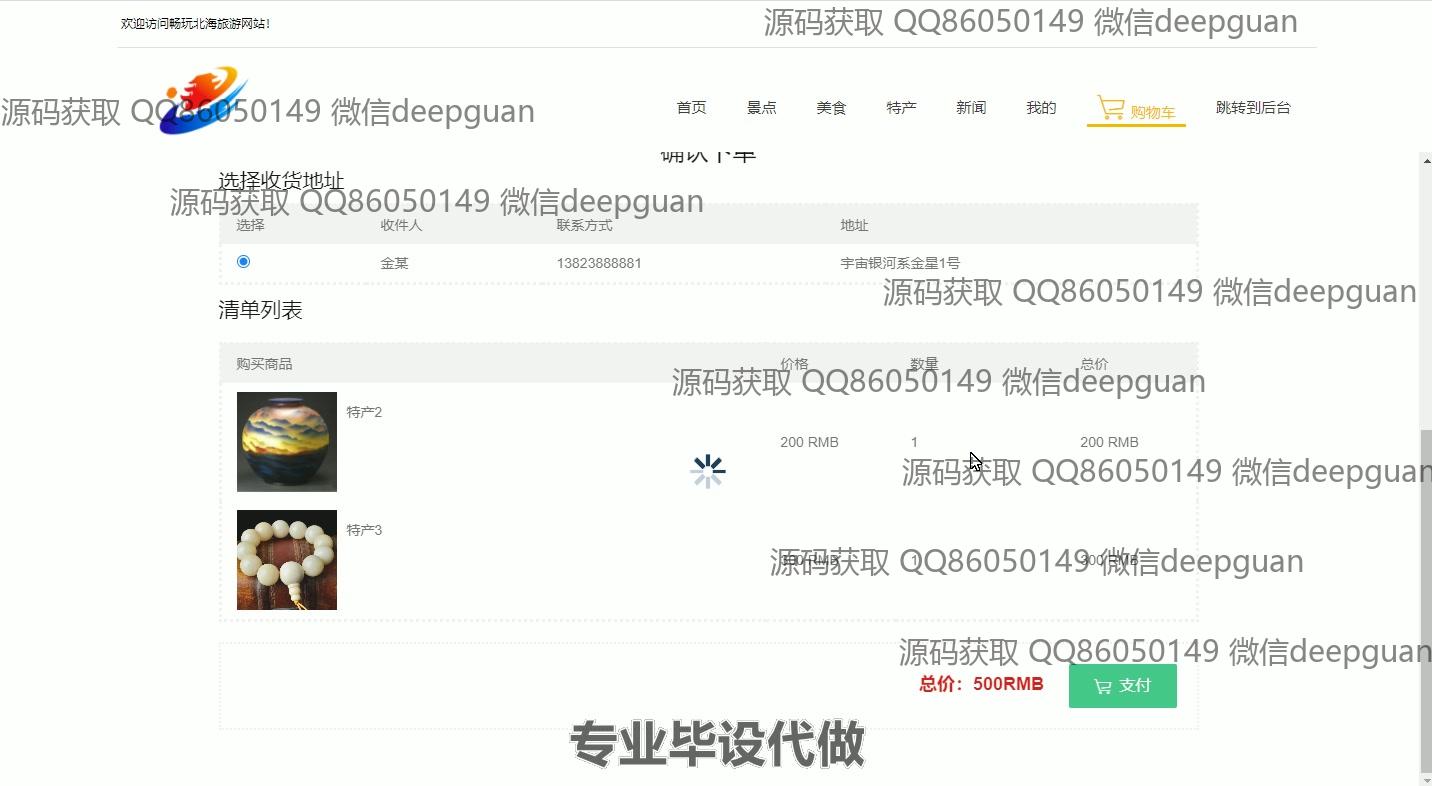 欢迎访问畅玩北海旅游网站!
源码获取 QQ86050149 微信deepguan
源码获取 QQ86050149 微信deepguan
首页 景点 美食 特产 新闻 我的 购物车 跳转到后台
确认下单
选择收货地址
源码获取 QQ86050149 微信deepguan
选择 收件人 联系方式 地址
金某 13823888881 宇宙银河系金星1号
源码获取 QQ86050149 微信deepguan
清单列表
购买商品 价格 数量 总价
源码获取 QQ86050149 微信deepguan
特产2
200 RMB 1 200 RMB
源码获取 QQ86050149 微信deepguan
特产3
300 RMB 1 300 RMB
源码获取 QQ86050149 微信deepguan
源码获取 QQ86050149 微信deepguan
总价：500RMB 支付
专业毕设代做